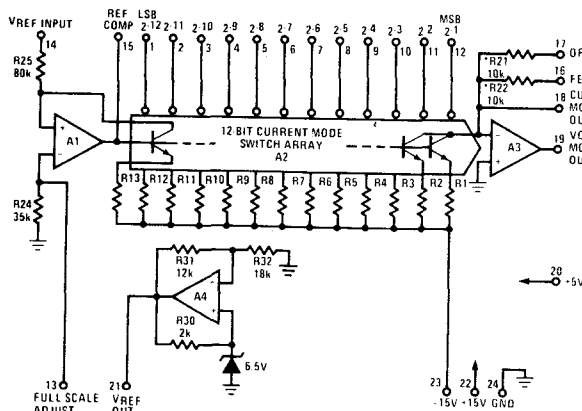 VREF INPUT
14
REF COMP
15
LSB
2-12 2-11 2-10 2-9 2-8 2-7 2-6 2-5 2-4 2-3 2-2
MSB
2-1
1 2 3 4 5 6 7 8 9 10 11 12
17
*R21
10k
16
*R22
10k
18
19
R25
80k
+
-
A1
12-BIT CURRENT MODE
SWITCH ARRAY
A2
-
+
A3
R24
35k
R13 R12 R11 R10 R9 R8 R7 R6 R5 R4 R3 R2 R1
R31
12k
R32
18k
A4
-
+
R30
2k
6.5V
20
+5V
13
FULL SCALE
ADJUST
21
VREF
OUT
23
-15V
22
+15V
24
GND